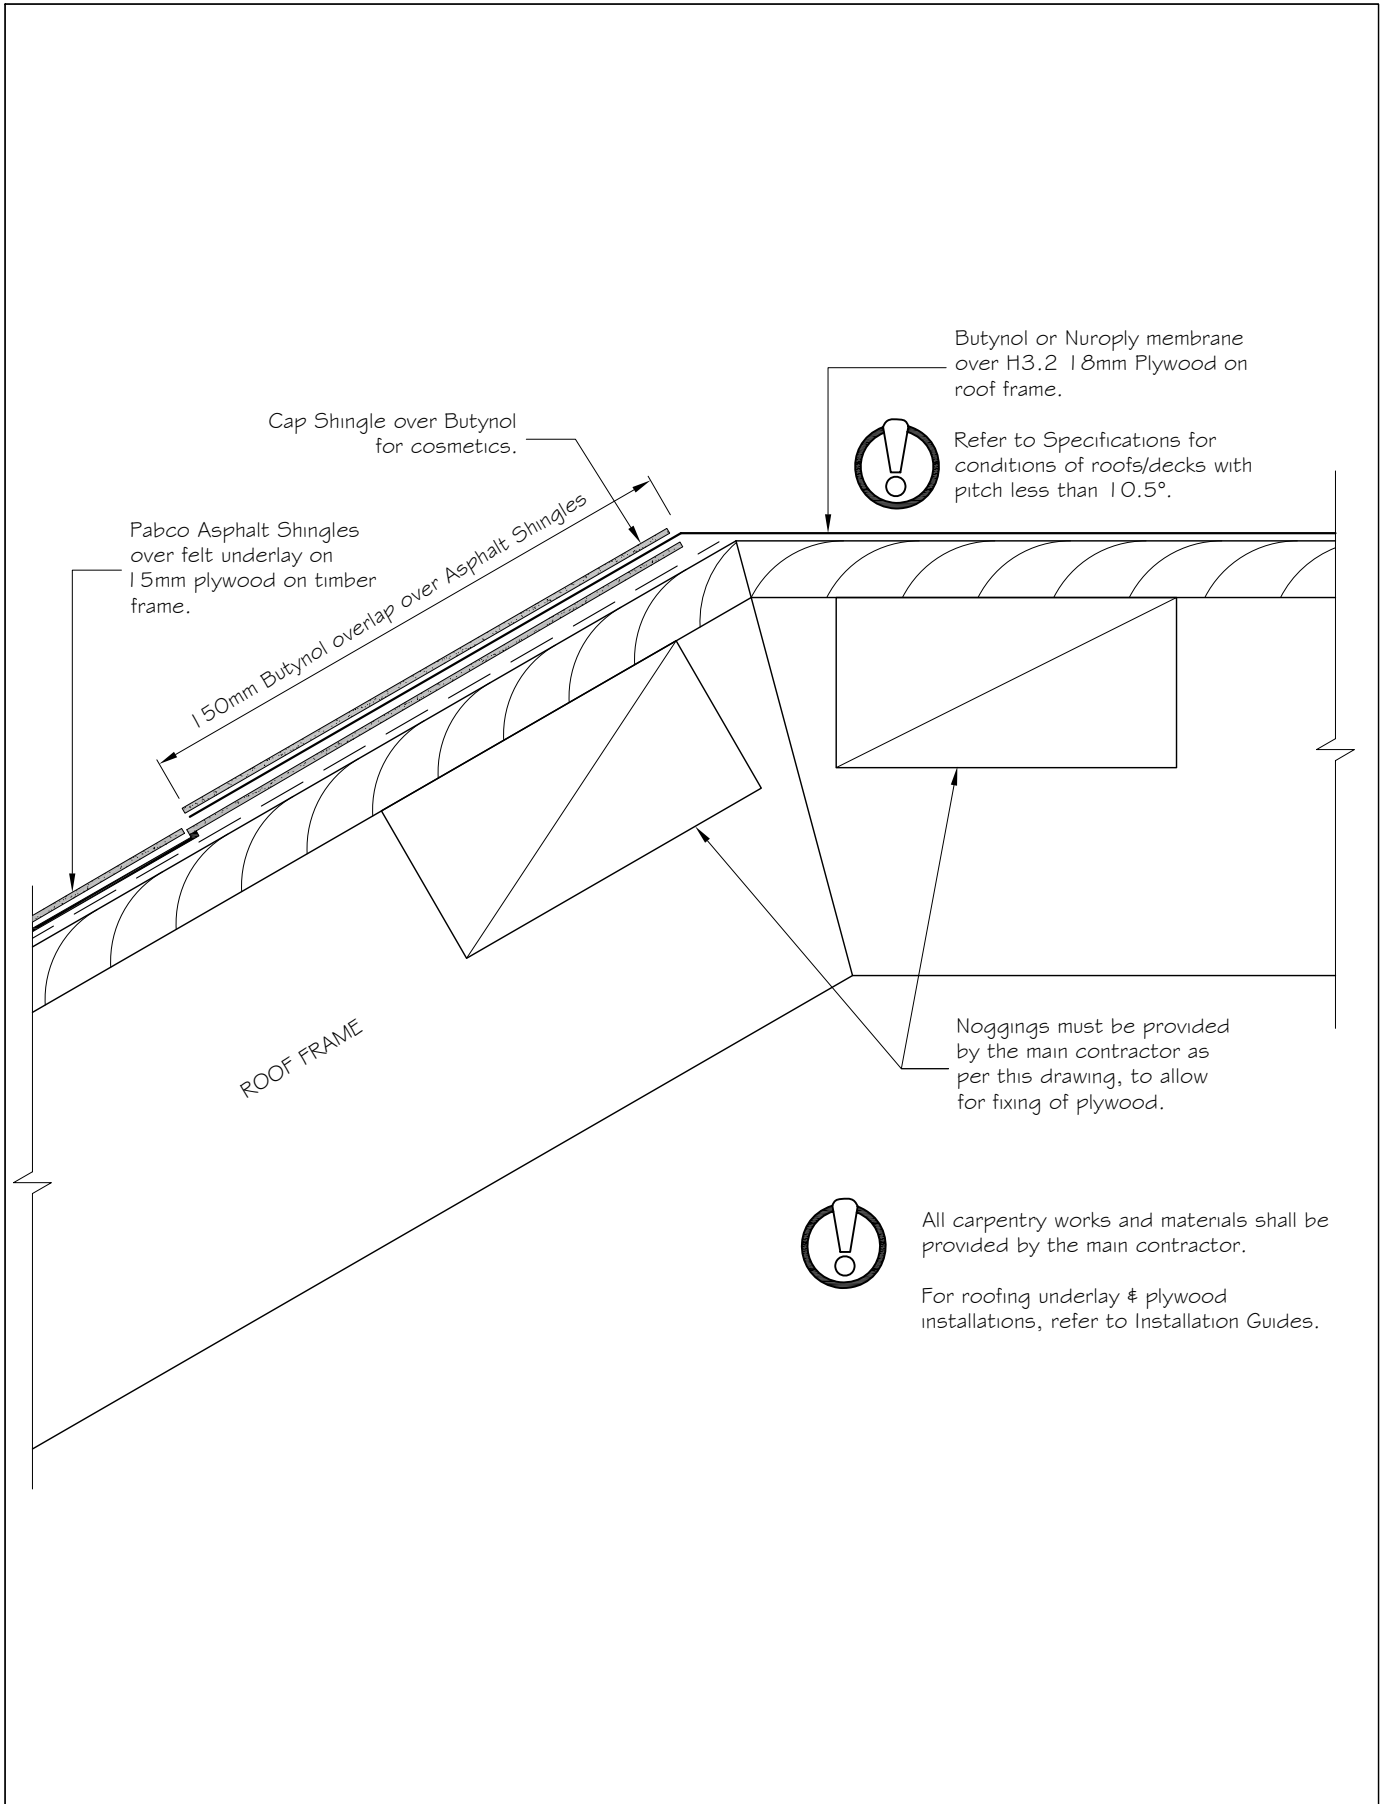 Butynol or Nuroply membrane
over H3.2 18mm Plywood on
roof frame.
Refer to Specifications for
conditions of roofs/decks with
pitch less than 10.5°.
Cap Shingle over Butynol
for cosmetics.
150mm Butynol overlap over Asphalt Shingles
Pabco Asphalt Shingles
over felt underlay on
15mm plywood on timber
frame.
ROOF FRAME
Noggings must be provided
by the main contractor as
per this drawing, to allow
for fixing of plywood.
All carpentry works and materials shall be
provided by the main contractor.
For roofing underlay & plywood
installations, refer to Installation Guides.